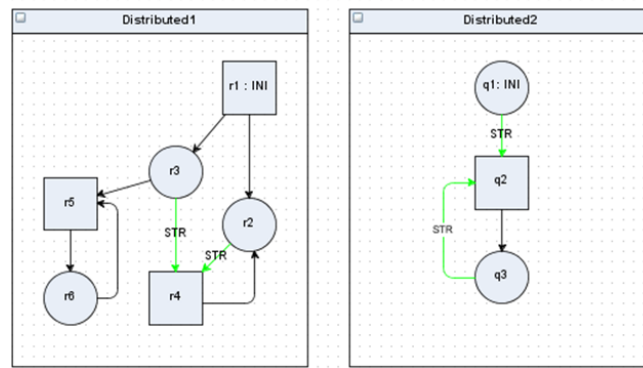 Distributed1
Distributed2
r1 : INI
q1: INI
STR
r3
q2
r5
r2
STR
STR
STR
r6
r4
q3